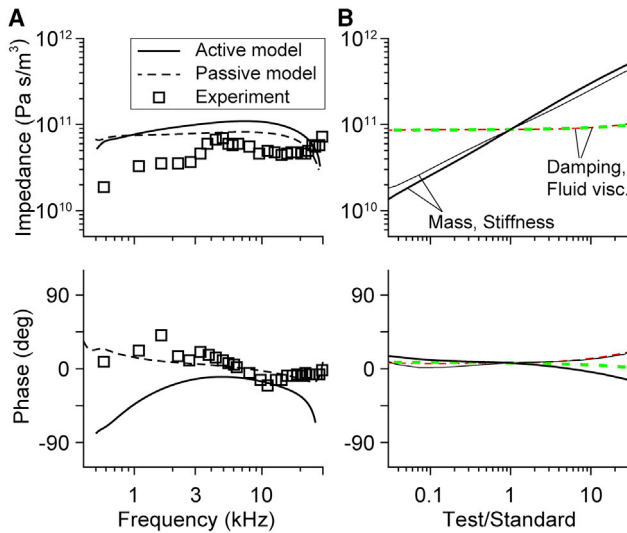 A
B
Impedance (Pa s/m³)
10¹²
10¹¹
10¹⁰
Active model
Passive model
Experiment
10¹²
10¹¹
10¹⁰
Damping,
Fluid visc.
Mass, Stiffness
Phase (deg)
90
0
-90
1
3
10
Frequency (kHz)
90
0
-90
0.1
1
10
Test/Standard